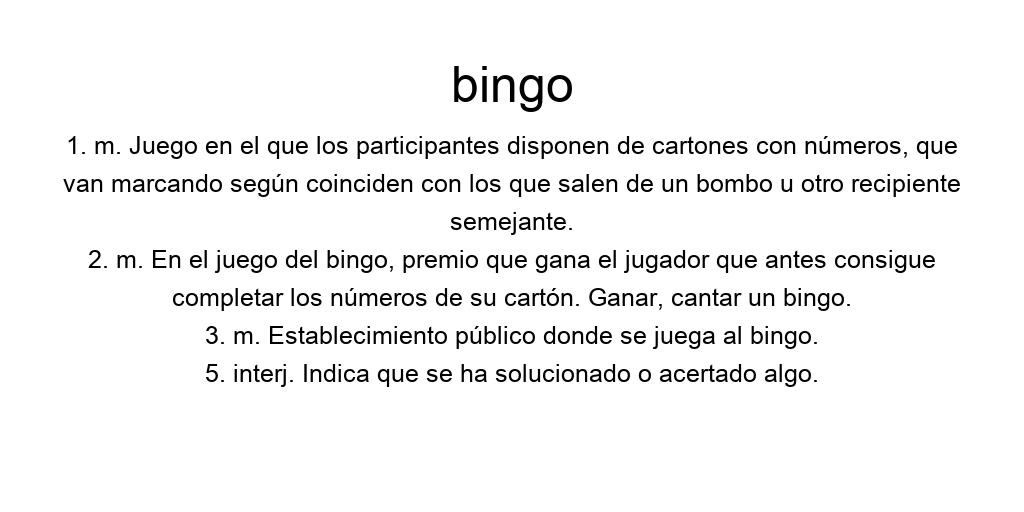 bingo
1. m. Juego en el que los participantes disponen de cartones con números, que
van marcando según coinciden con los que salen de un bombo u otro recipiente
semejante.
2. m. En el juego del bingo, premio que gana el jugador que antes consigue
completar los números de su cartón. Ganar, cantar un bingo.
3. m. Establecimiento público donde se juega al bingo.
5. interj. Indica que se ha solucionado o acertado algo.